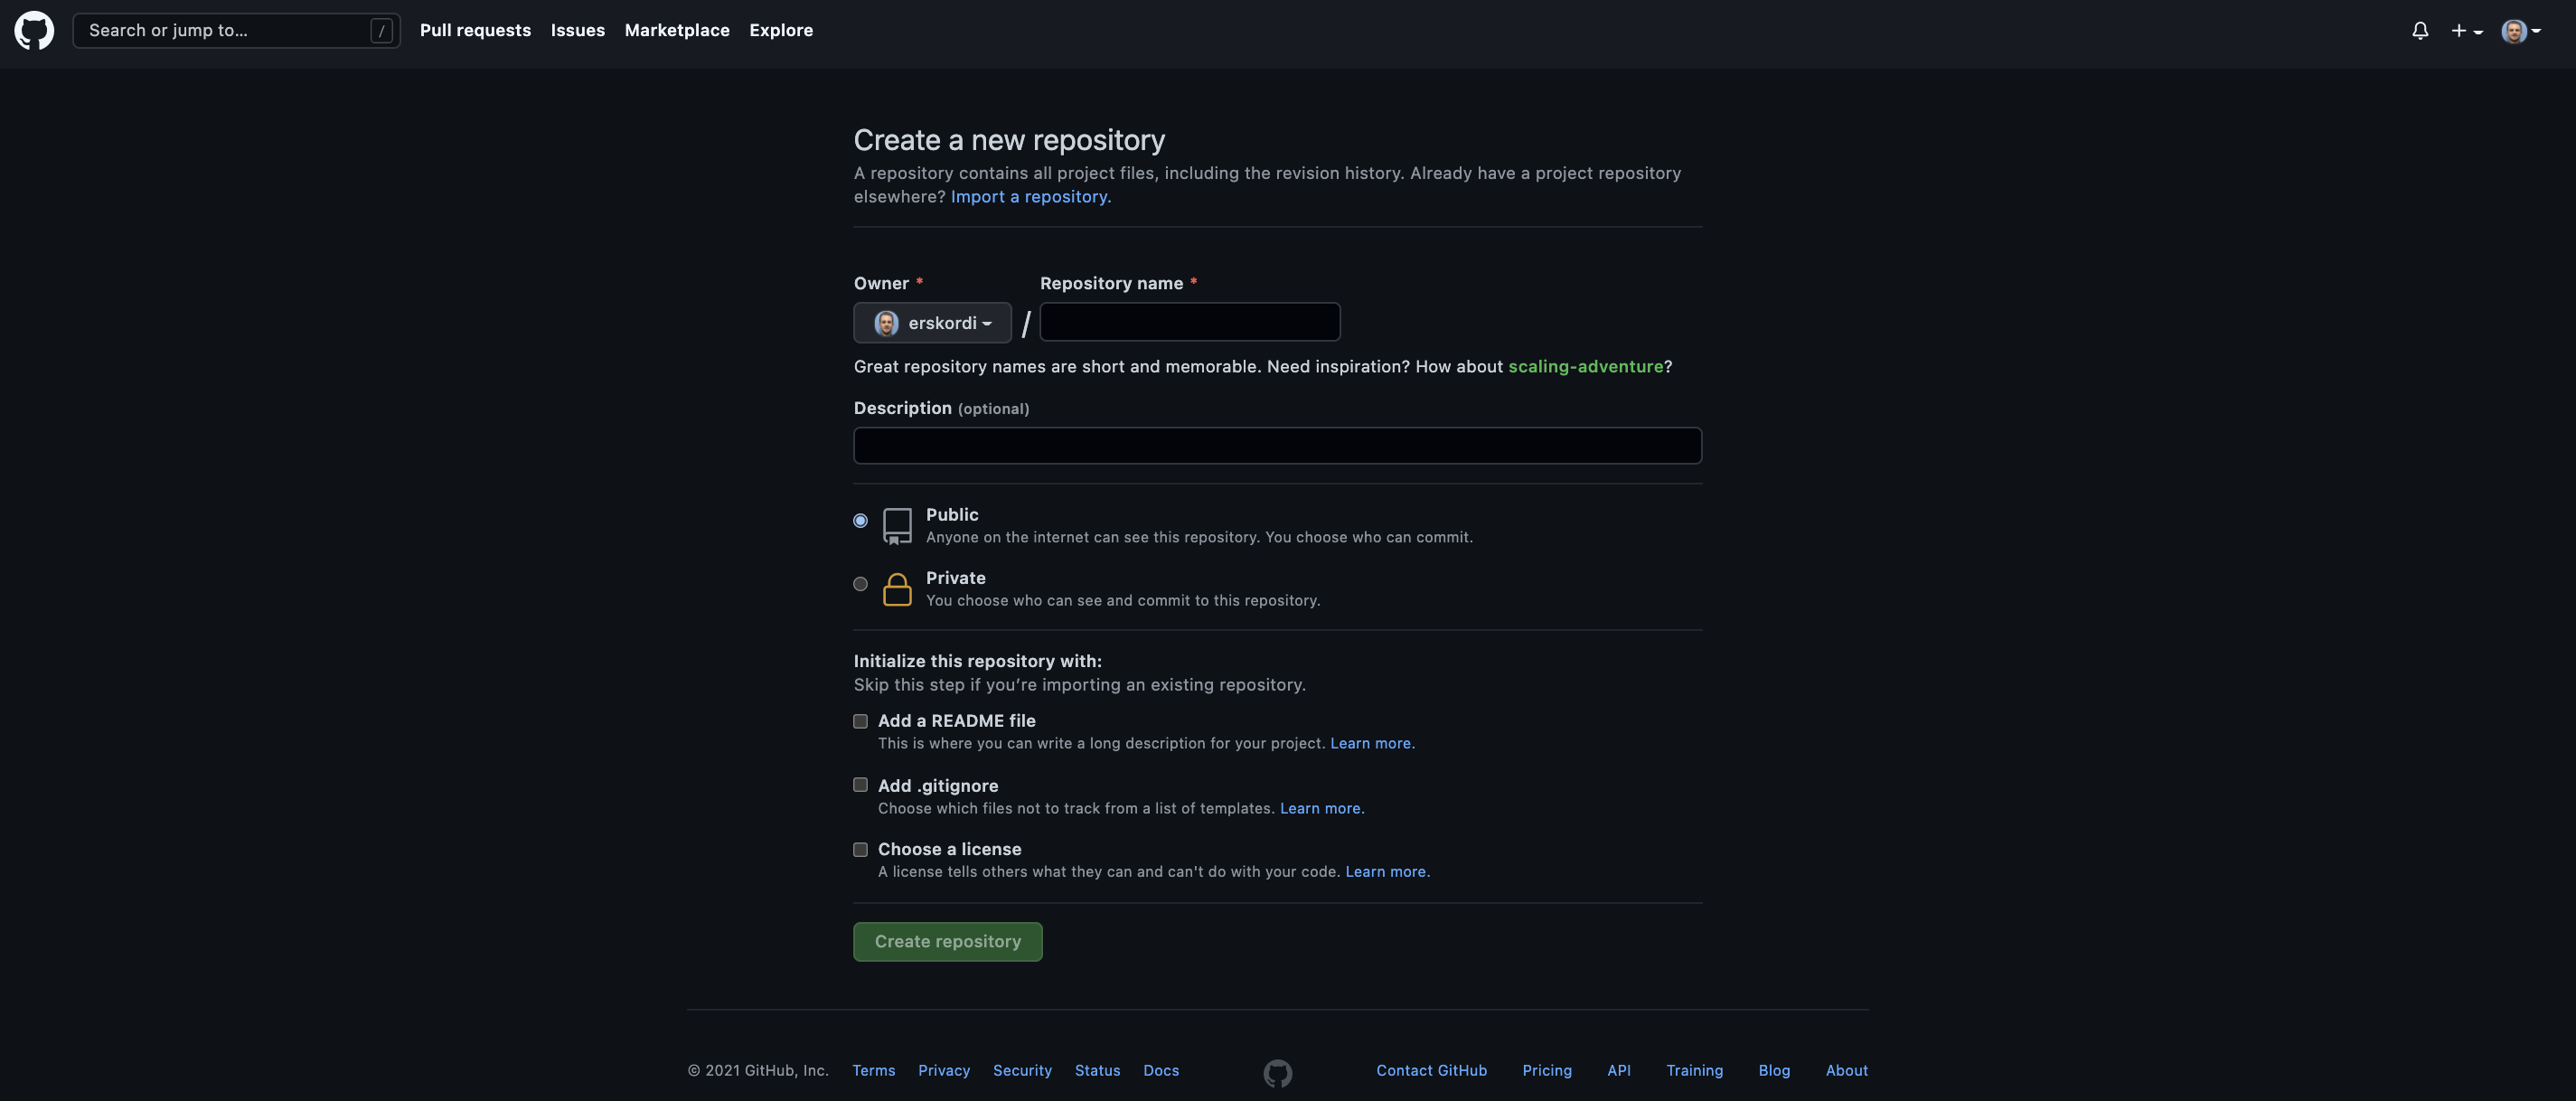 Search or jump to... /
Pull requests Issues Marketplace Explore
Create a new repository
A repository contains all project files, including the revision history. Already have a project repository
elsewhere? Import a repository.
Owner * Repository name *
erskordi /
Great repository names are short and memorable. Need inspiration? How about scaling-adventure?
Description (optional)
Public
Anyone on the internet can see this repository. You choose who can commit.
Private
You choose who can see and commit to this repository.
Initialize this repository with:
Skip this step if you’re importing an existing repository.
Add a README file
This is where you can write a long description for your project. Learn more.
Add .gitignore
Choose which files not to track from a list of templates. Learn more.
Choose a license
A license tells others what they can and can't do with your code. Learn more.
Create repository
© 2021 GitHub, Inc. Terms Privacy Security Status Docs Contact GitHub Pricing API Training Blog About